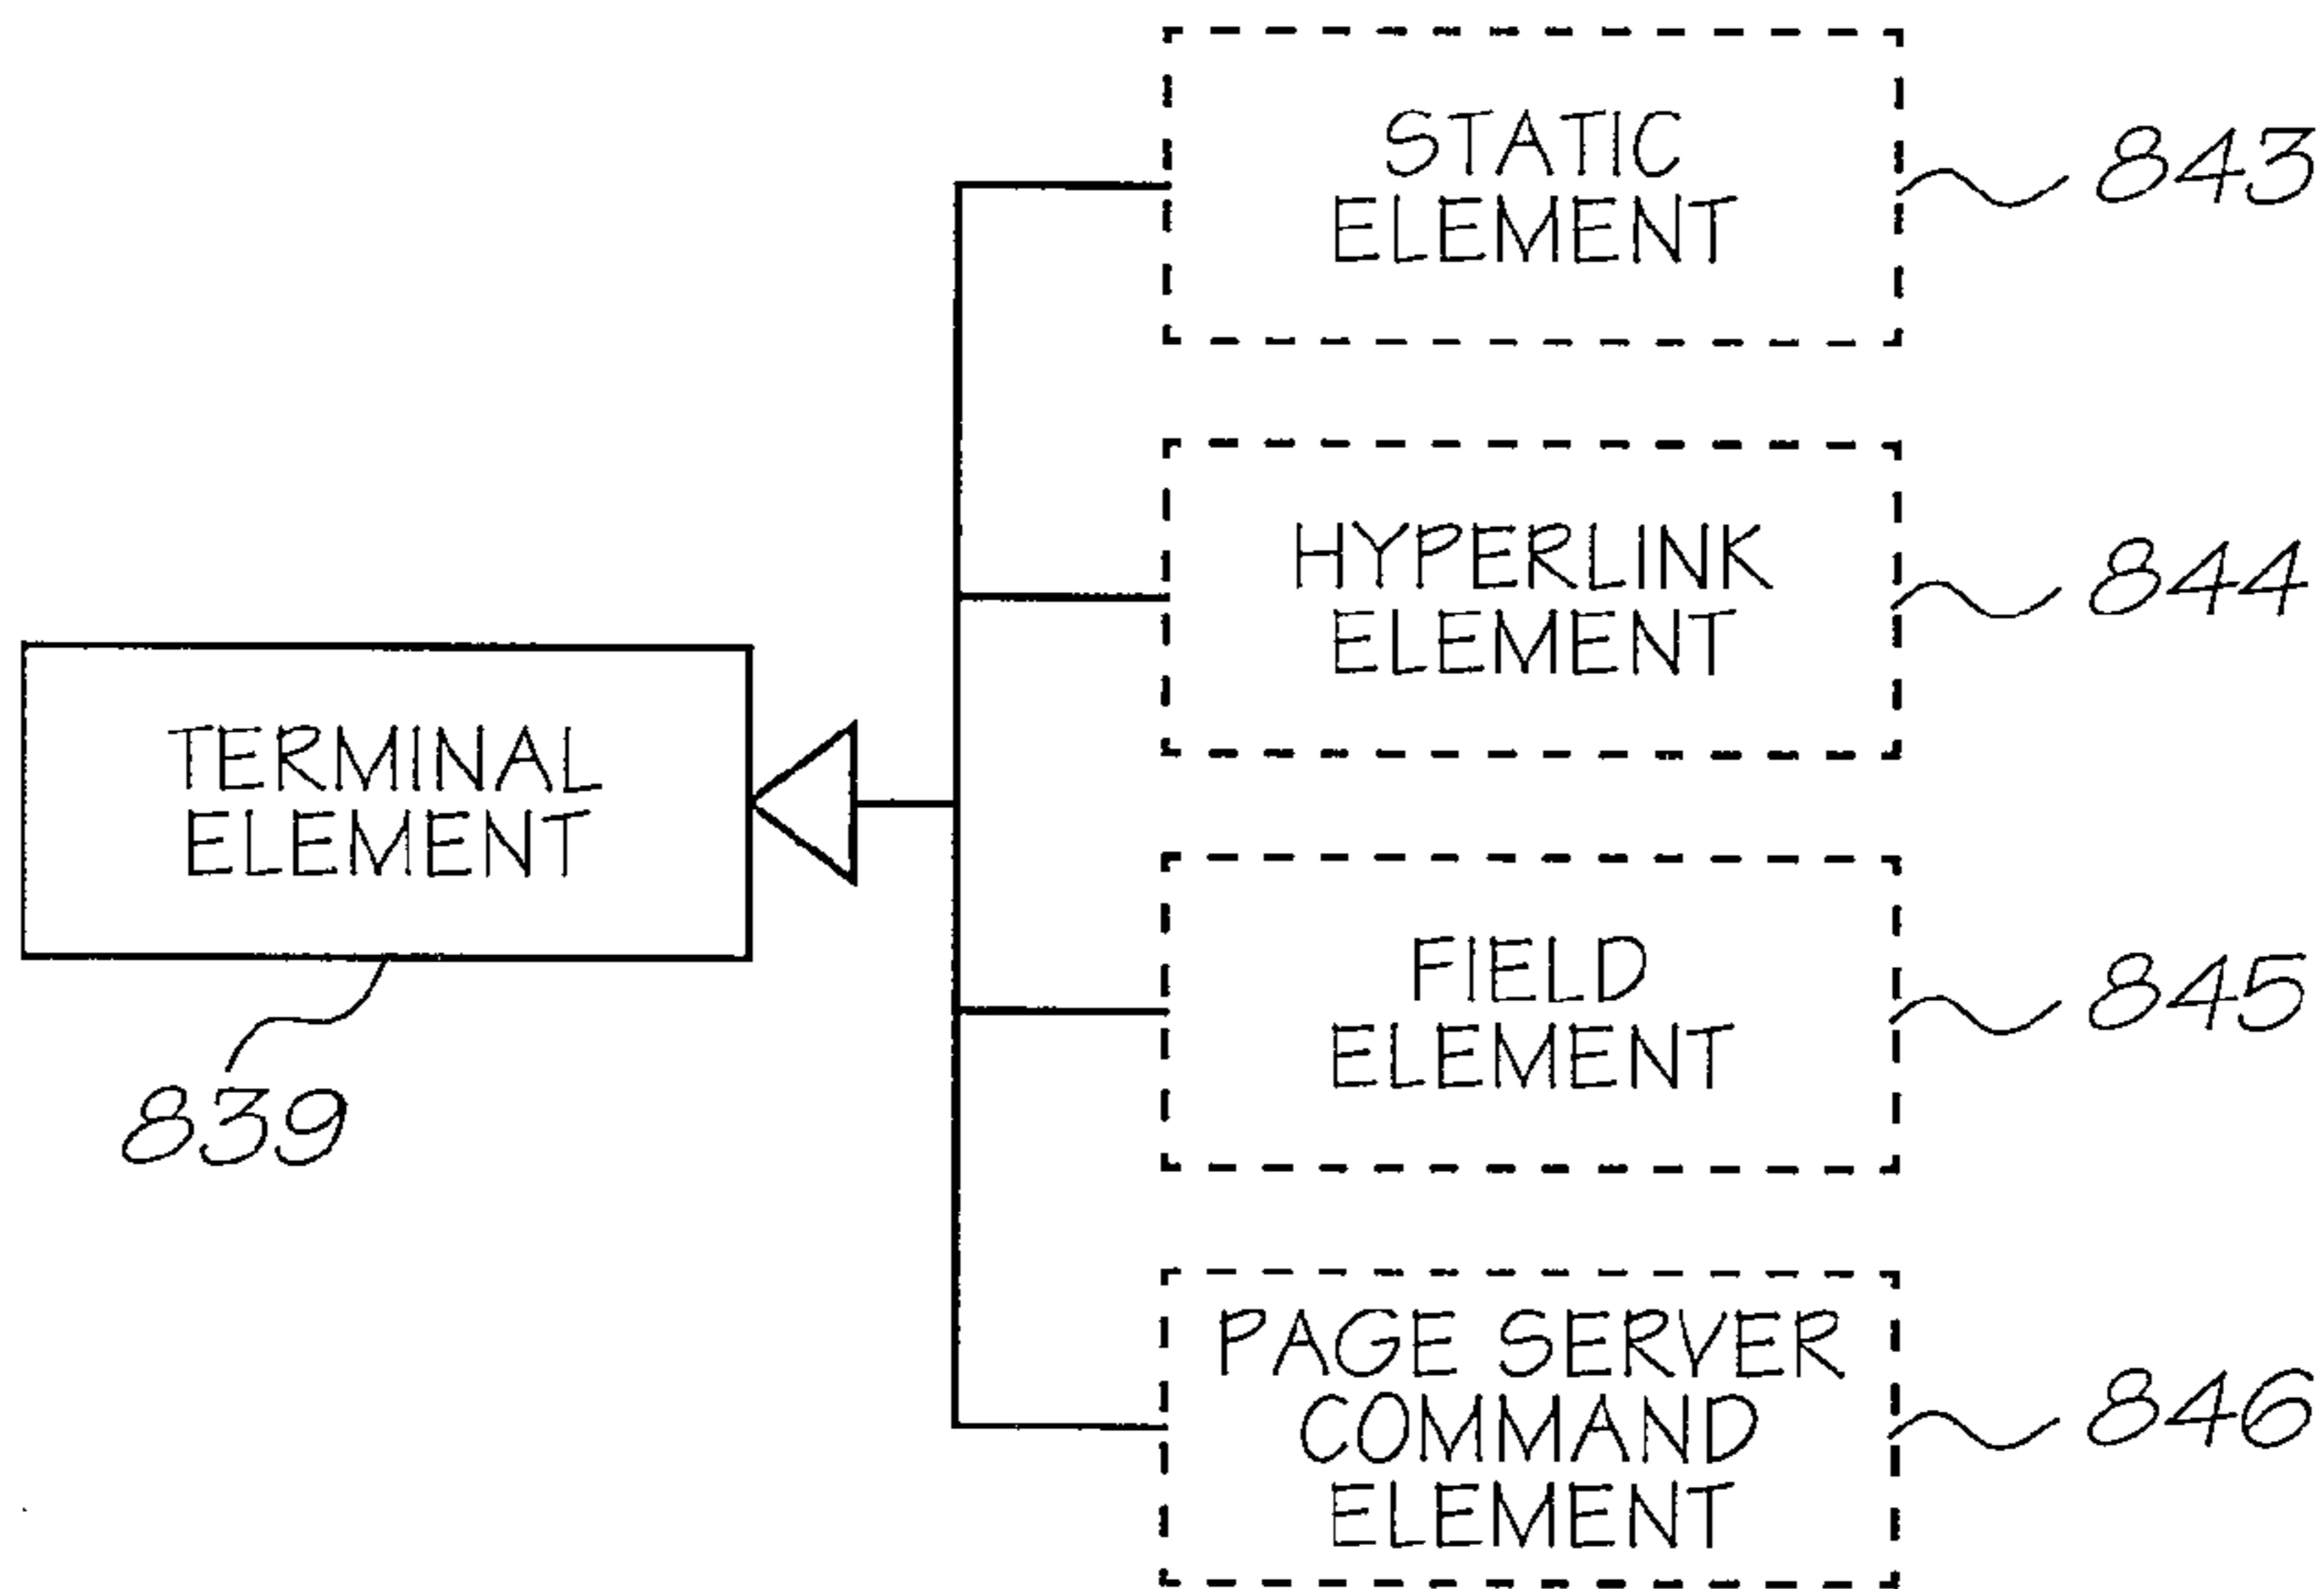 STATIC
ELEMENT
843
HYPERLINK
ELEMENT
844
TERMINAL
ELEMENT
839
FIELD
ELEMENT
845
PAGE SERVER
COMMAND
ELEMENT
846